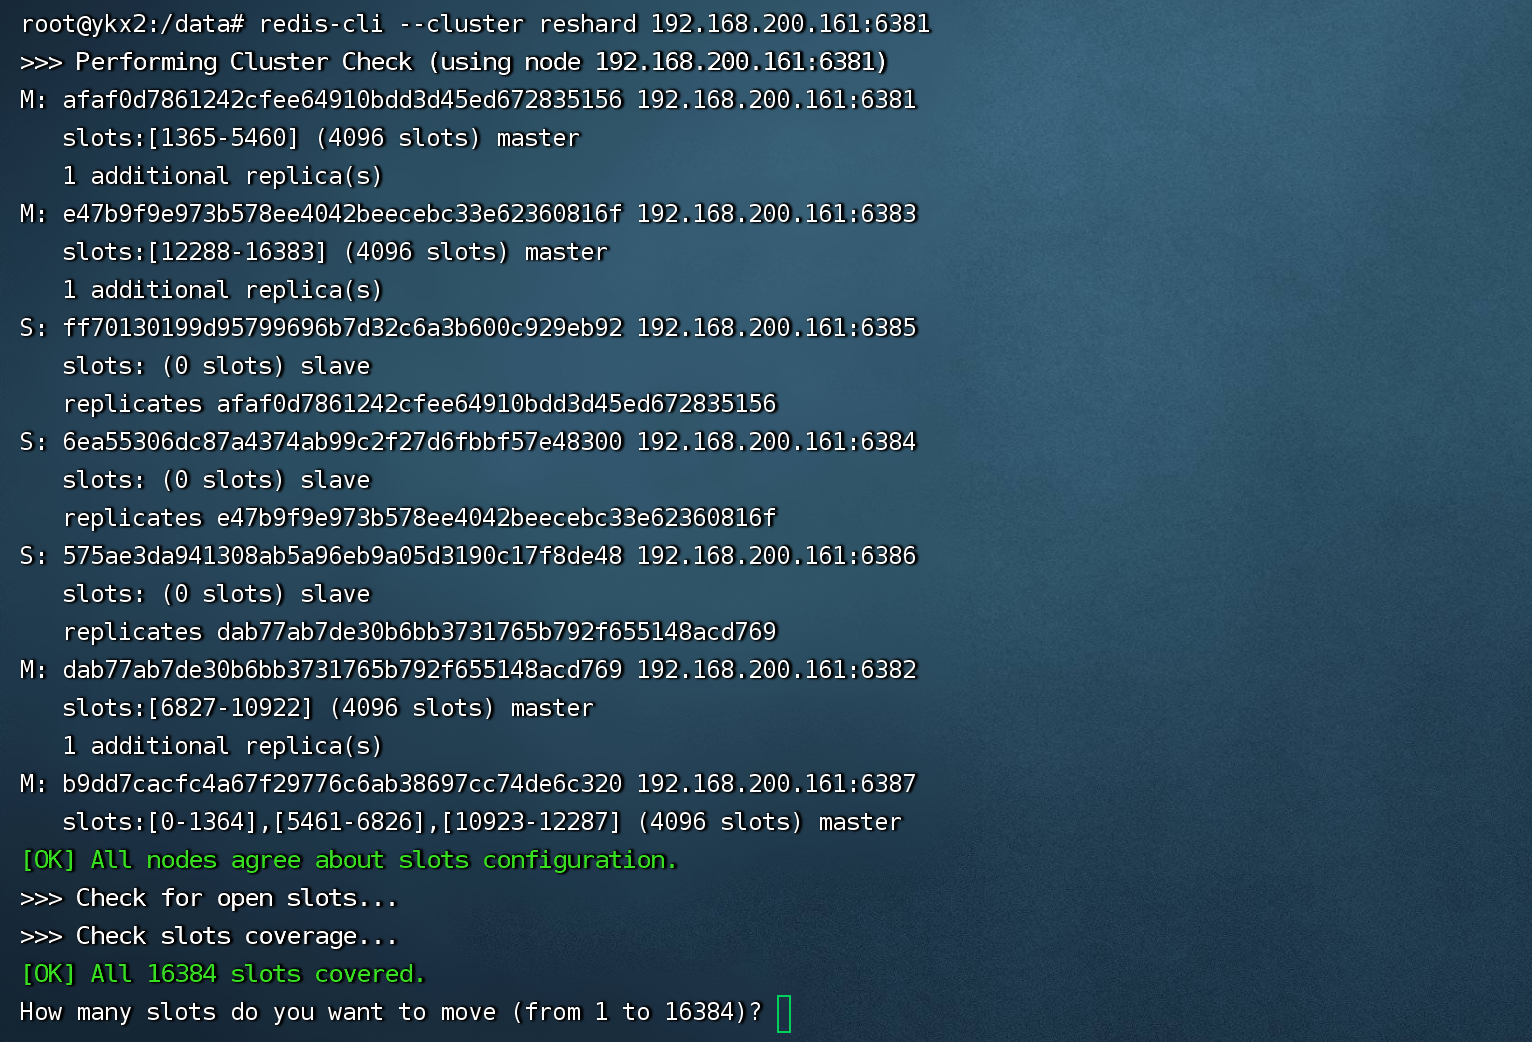 root@ykx2:/data# redis-cli --cluster reshard 192.168.200.161:6381
>>> Performing Cluster Check (using node 192.168.200.161:6381)
M: afaf0d7861242cfee64910bdd3d45ed672835156 192.168.200.161:6381
   slots:[1365-5460] (4096 slots) master
   1 additional replica(s)
M: e47b9f9e973b578ee4042beecebc33e62360816f 192.168.200.161:6383
   slots:[12288-16383] (4096 slots) master
   1 additional replica(s)
S: ff70130199d95799696b7d32c6a3b600c929eb92 192.168.200.161:6385
   slots: (0 slots) slave
   replicates afaf0d7861242cfee64910bdd3d45ed672835156
S: 6ea55306dc87a4374ab99c2f27d6fbbf57e48300 192.168.200.161:6384
   slots: (0 slots) slave
   replicates e47b9f9e973b578ee4042beecebc33e62360816f
S: 575ae3da941308ab5a96eb9a05d3190c17f8de48 192.168.200.161:6386
   slots: (0 slots) slave
   replicates dab77ab7de30b6bb3731765b792f655148acd769
M: dab77ab7de30b6bb3731765b792f655148acd769 192.168.200.161:6382
   slots:[6827-10922] (4096 slots) master
   1 additional replica(s)
M: b9dd7cacfc4a67f29776c6ab38697cc74de6c320 192.168.200.161:6387
   slots:[0-1364],[5461-6826],[10923-12287] (4096 slots) master
[OK] All nodes agree about slots configuration.
>>> Check for open slots...
>>> Check slots coverage...
[OK] All 16384 slots covered.
How many slots do you want to move (from 1 to 16384)?